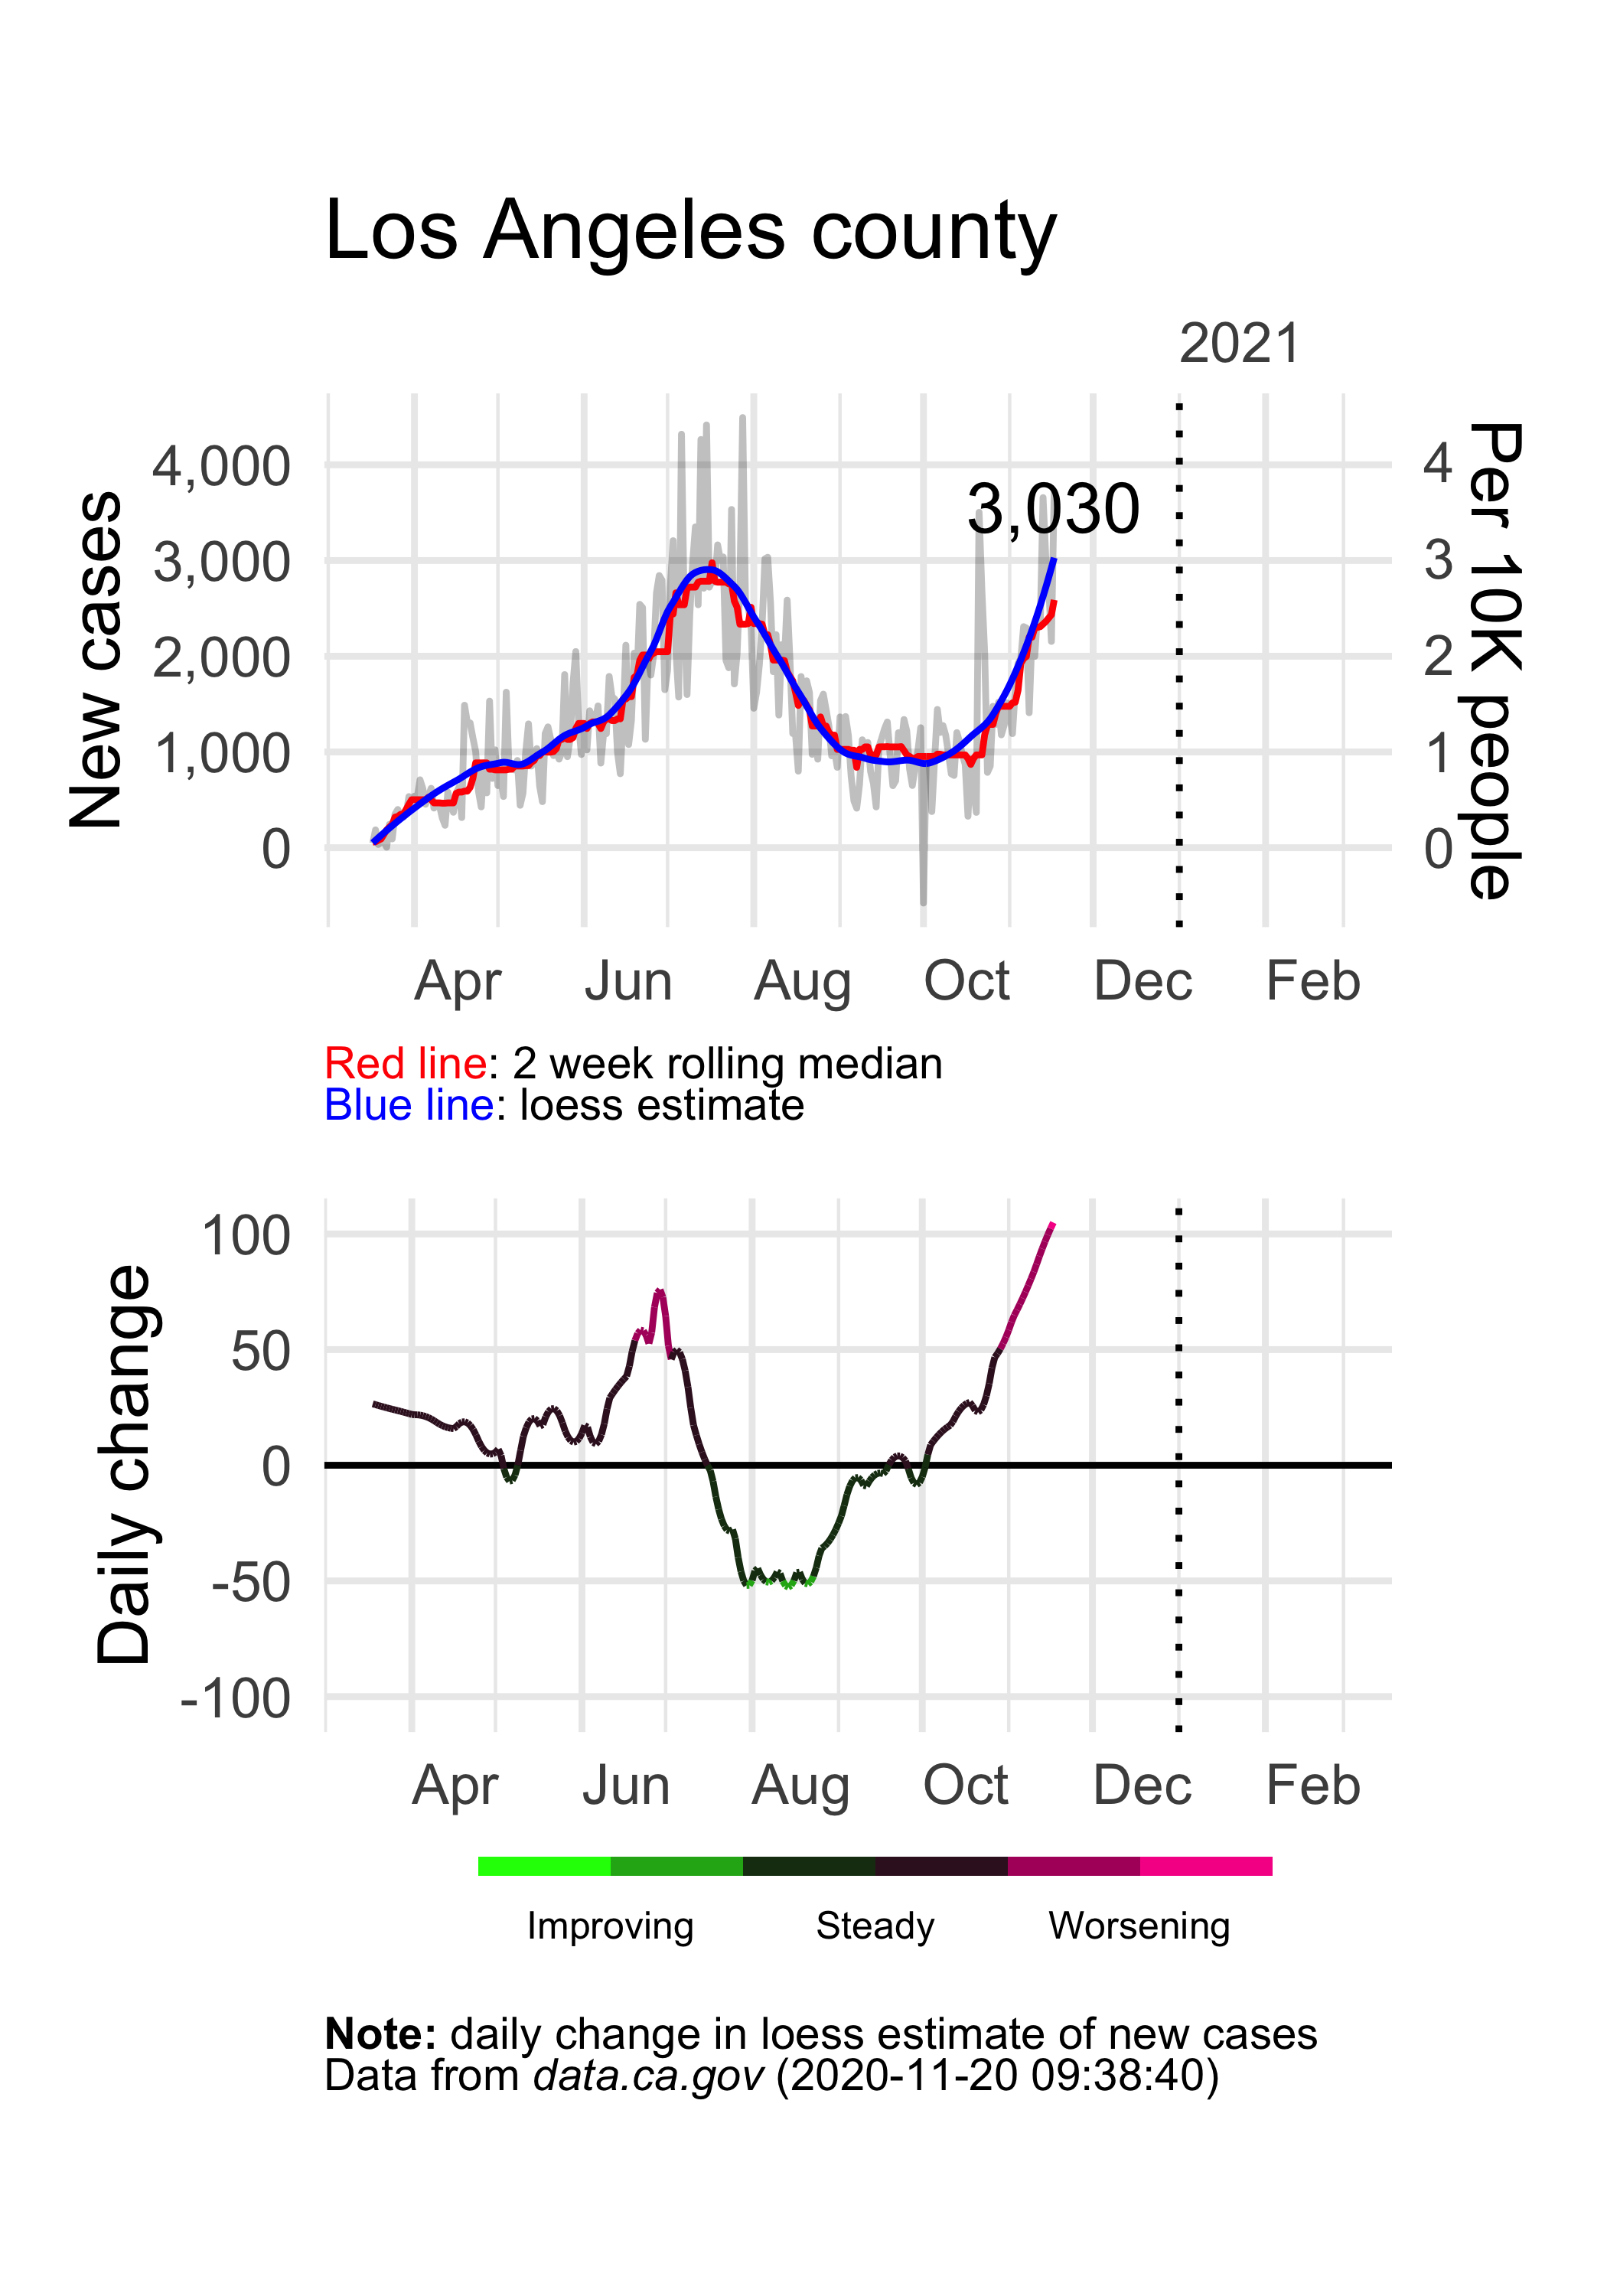 Los Angeles county
2021
New cases
4,000
3,000
2,000
1,000
0
3,030
4
3
2
1
0
Per 10K people
Apr Jun Aug Oct Dec Feb
Red line: 2 week rolling median
Blue line: loess estimate
Daily change
100
50
0
-50
-100
Apr Jun Aug Oct Dec Feb
Improving Steady Worsening
Note: daily change in loess estimate of new cases
Data from data.ca.gov (2020-11-20 09:38:40)